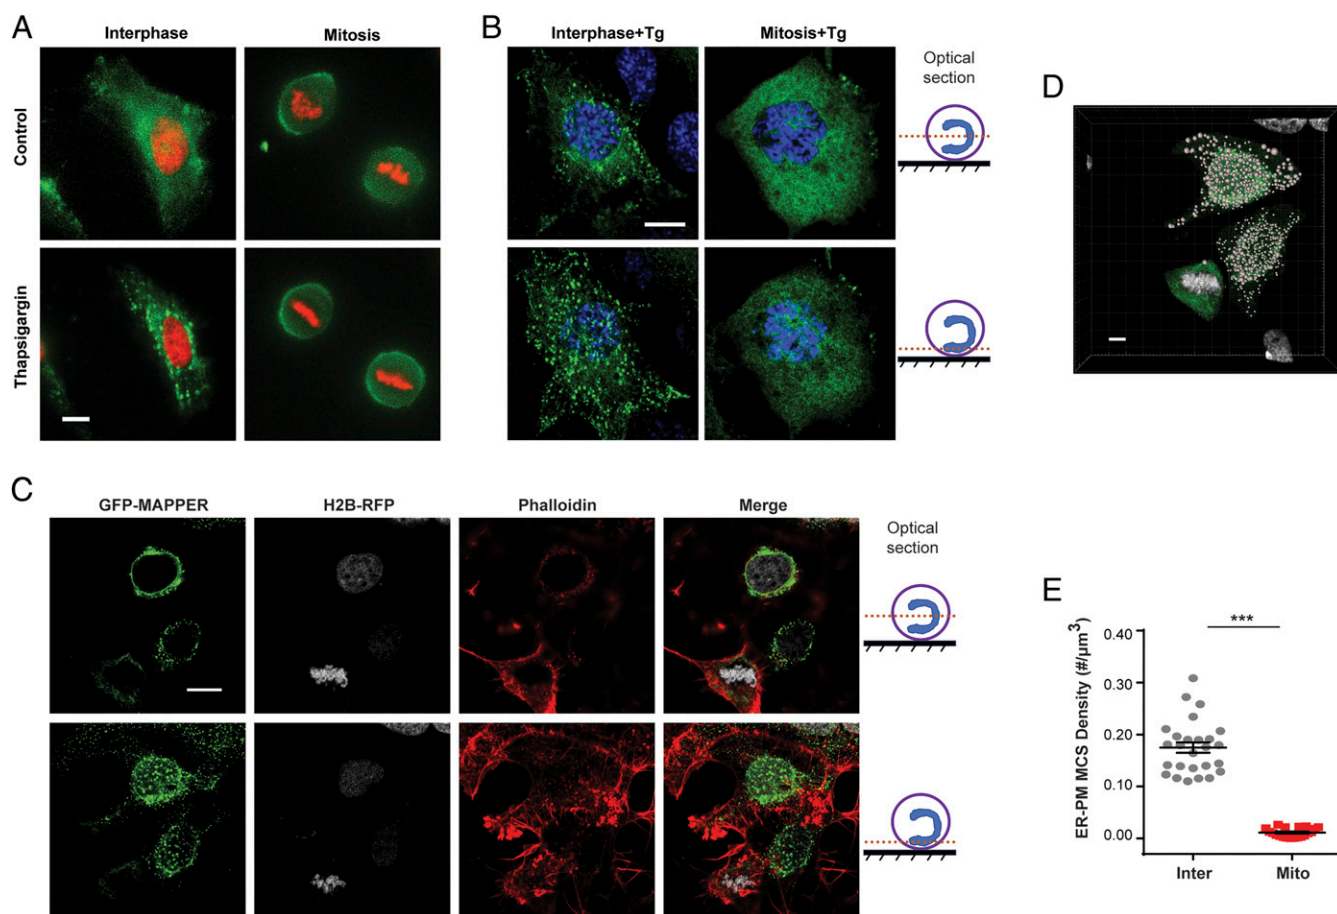 A
Interphase
Mitosis
Control
Thapsigargin
B
Interphase+Tg
Mitosis+Tg
Optical
section
C
GFP-MAPPER
H2B-RFP
Phalloidin
Merge
Optical
section
D
E
ER-PM MCS Density (#/µm³)
0.40
0.30
0.20
0.10
0.00
***
Inter
Mito